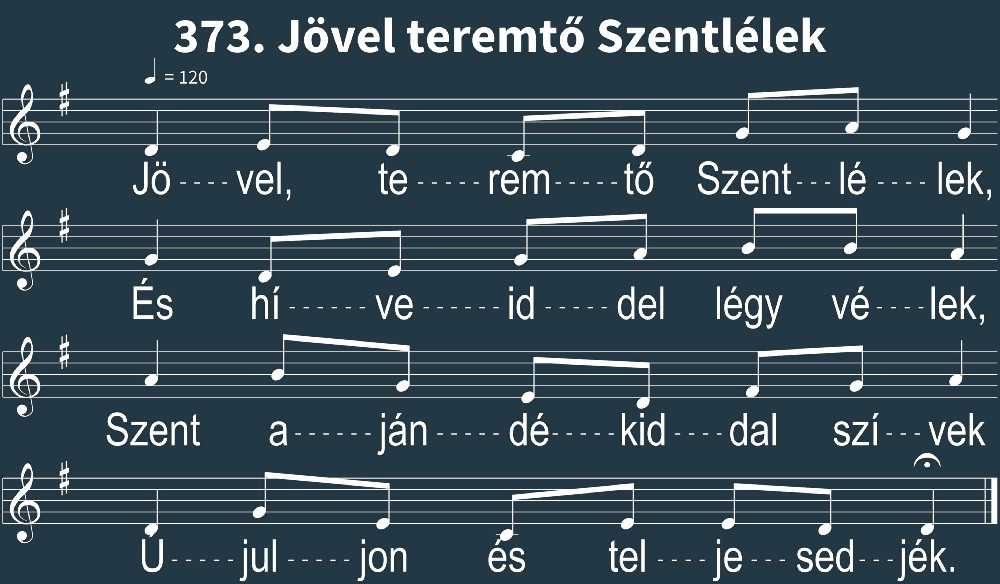 373. Jövel teremtő Szentlélek
= 120
Jö - - - - vel, te - - - - - rem - - - - - tő Szent - - - lé - - - - lek,
És hí - - - - - - ve - - - - - - id - - - - - del légy vé - - - - lek,
Szent a - - - - - - ján - - - - - dé - - - - kid - - - - dal szí - - - vek
Ú - - - - - jul - - - - - jon és tel - - - - je - - - sed - - - jék.